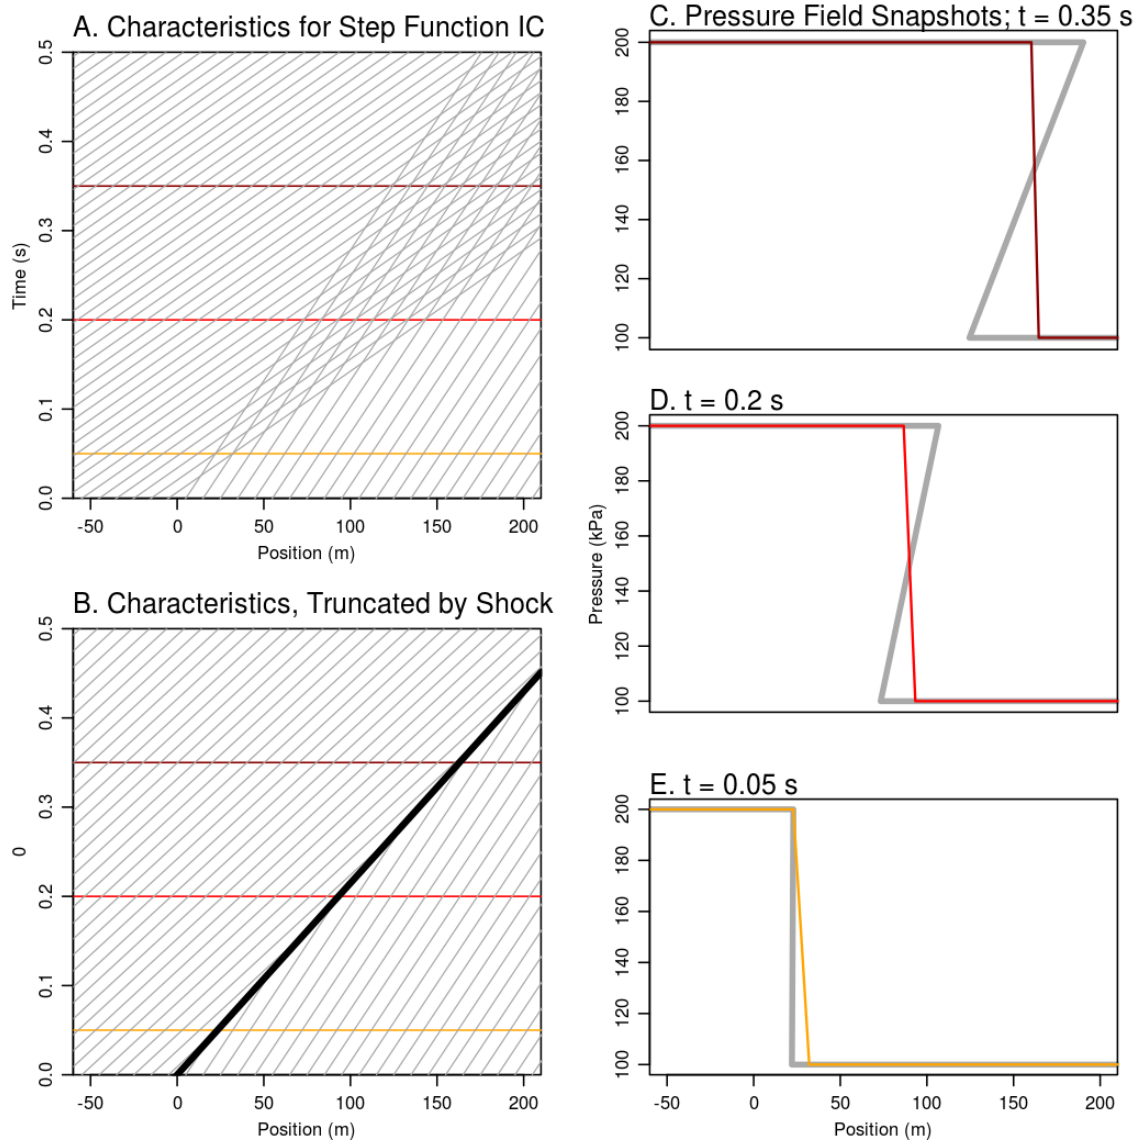 A. Characteristics for Step Function IC
0.5
0.4
0.3
0.2
0.1
0.0
Time (s)
-50 0 50 100 150 200
Position (m)
B. Characteristics, Truncated by Shock
0.5
0.4
0.3
0.2
0.1
0.0
0
-50 0 50 100 150 200
Position (m)
C. Pressure Field Snapshots; t = 0.35 s
200
180
160
140
120
100
D. t = 0.2 s
200
180
160
140
120
100
Pressure (kPa)
E. t = 0.05 s
200
180
160
140
120
100
-50 0 50 100 150 200
Position (m)